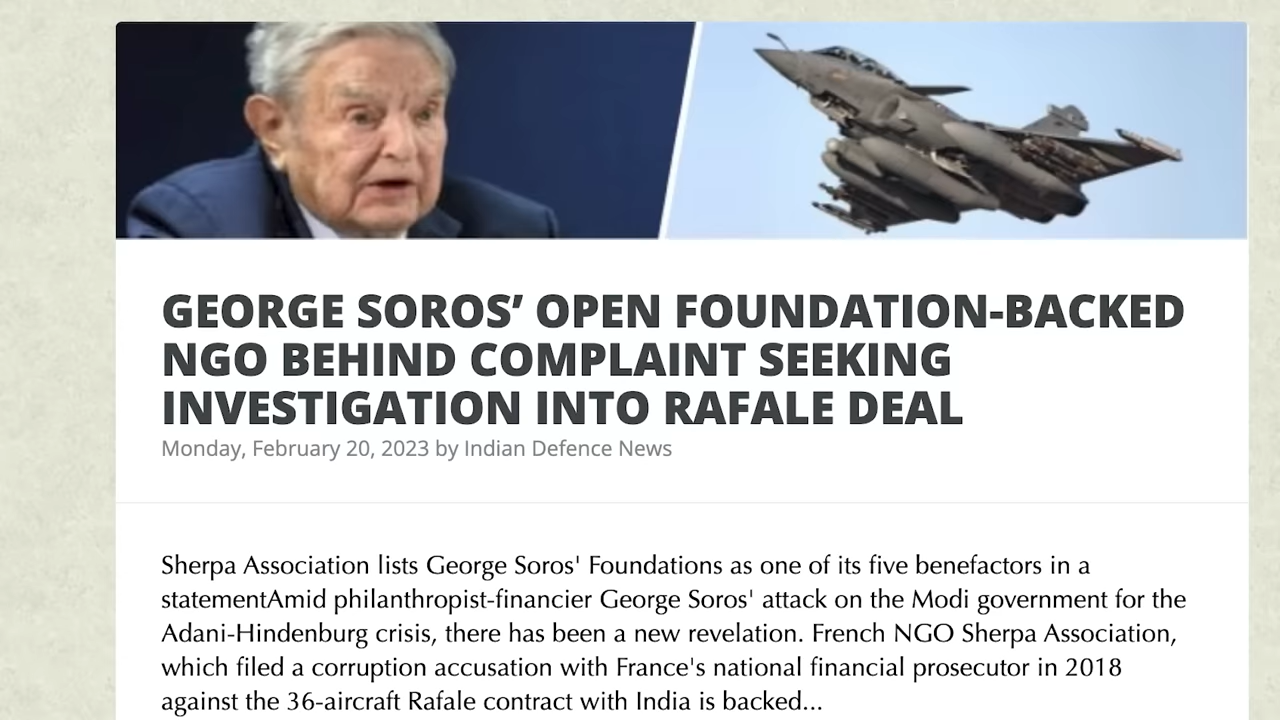 GEORGE SOROS’ OPEN FOUNDATION-BACKED
NGO BEHIND COMPLAINT SEEKING
INVESTIGATION INTO RAFALE DEAL
Monday, February 20, 2023 by Indian Defence News
Sherpa Association lists George Soros' Foundations as one of its five benefactors in a
statementAmid philanthropist-financier George Soros' attack on the Modi government for the
Adani-Hindenburg crisis, there has been a new revelation. French NGO Sherpa Association,
which filed a corruption accusation with France's national financial prosecutor in 2018
against the 36-aircraft Rafale contract with India is backed...